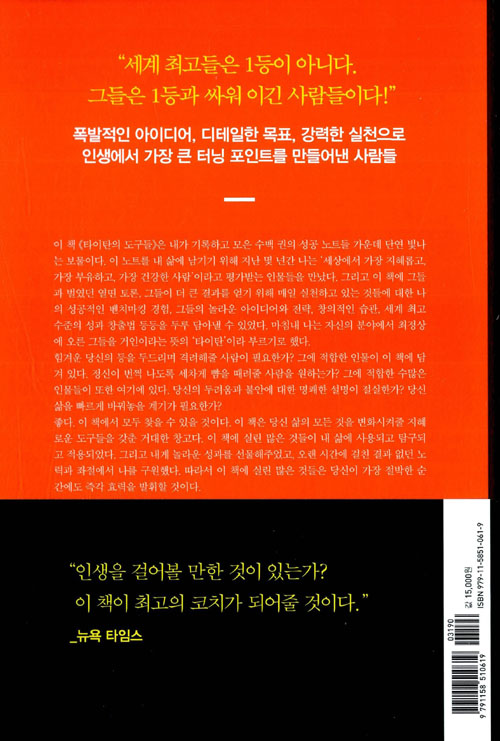 “세계 최고들은 1등이 아니다.
그들은 1등과 싸워 이긴 사람들이다!”
폭발적인 아이디어, 디테일한 목표, 강력한 실천으로
인생에서 가장 큰 터닝 포인트를 만들어낸 사람들
이 책 《타이탄의 도구들》은 내가 기록하고 모은 수백 권의 성공 노트들 가운데 단연 빛나
는 보물이다. 이 노트를 내 삶에 남기기 위해 지난 몇 년간 나는 ‘세상에서 가장 지혜롭고,
가장 부유하고, 가장 건강한 사람’이라고 평가받는 인물들을 만났다. 그리고 이 책에 그들
과 벌였던 열띤 토론, 그들이 더 큰 결과를 얻기 위해 매일 실천하고 있는 것들에 대한 나
의 성공적인 벤치마킹 경험, 그들의 놀라운 아이디어와 전략, 창의적인 습관, 세계 최고
수준의 성과 창출법 등등을 두루 담아낼 수 있었다. 마침내 나는 자신의 분야에서 최정상
에 오른 그들을 거인이라는 뜻의 ‘타이탄’이라 부르기로 했다.
힘겨운 당신의 등을 두드리며 격려해줄 사람이 필요한가? 그에 적합한 인물이 이 책에 담
겨 있다. 정신이 번쩍 나도록 세차게 뺨을 때려줄 사람을 원하는가? 그에 적합한 수많은
인물들이 또한 여기에 있다. 당신의 두려움과 불안에 대한 명쾌한 설명이 절실한가? 당신
삶을 빠르게 바꿔놓을 계기가 필요한가?
좋다. 이 책에서 모두 찾을 수 있을 것이다. 이 책은 당신 삶의 모든 것을 변화시켜줄 지혜
로운 도구들을 갖춘 거대한 창고다. 이 책에 실린 많은 것들이 내 삶에 사용되고 탐구되
고 적용되었다. 그리고 내게 놀라운 성과를 선물해주었고, 오랜 시간에 걸친 결과 없던 노
력과 좌절에서 나를 구원했다. 따라서 이 책에 실린 많은 것들은 당신이 가장 절박한 순
간에도 즉각 효력을 발휘할 것이다.
“인생을 걸어볼 만한 것이 있는가?
이 책이 최고의 코치가 되어줄 것이다.”
_뉴욕 타임스
값 15,000원
ISBN 979-11-5851-061-9
03190
9 791158 510619